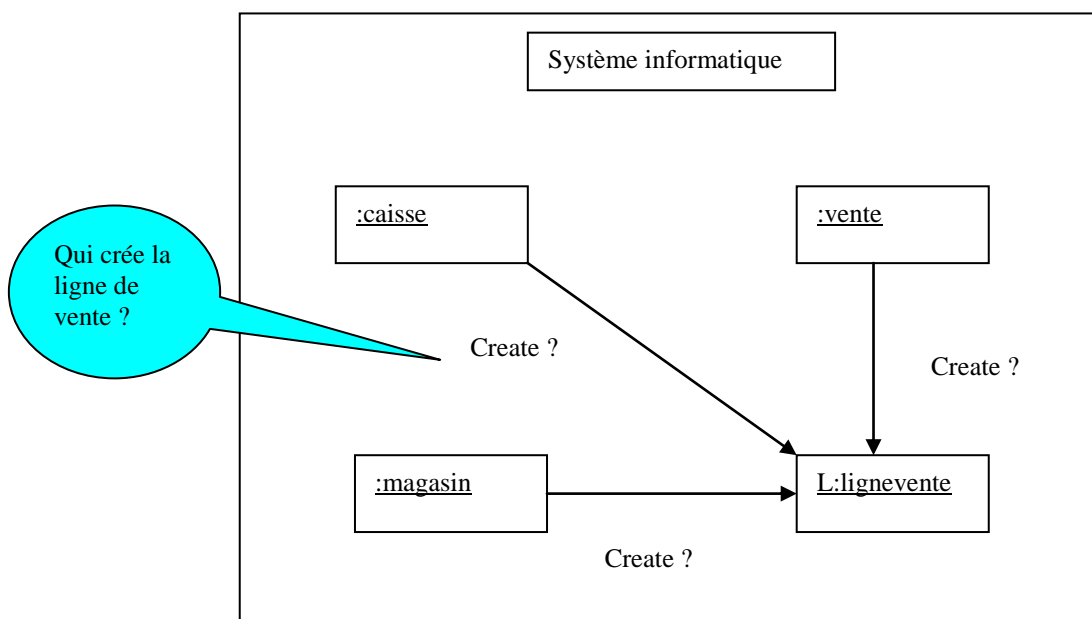 Système informatique
:caisse
:vente
Qui crée la
ligne de
vente ?
Create ?
Create ?
:magasin
L:lignevente
Create ?